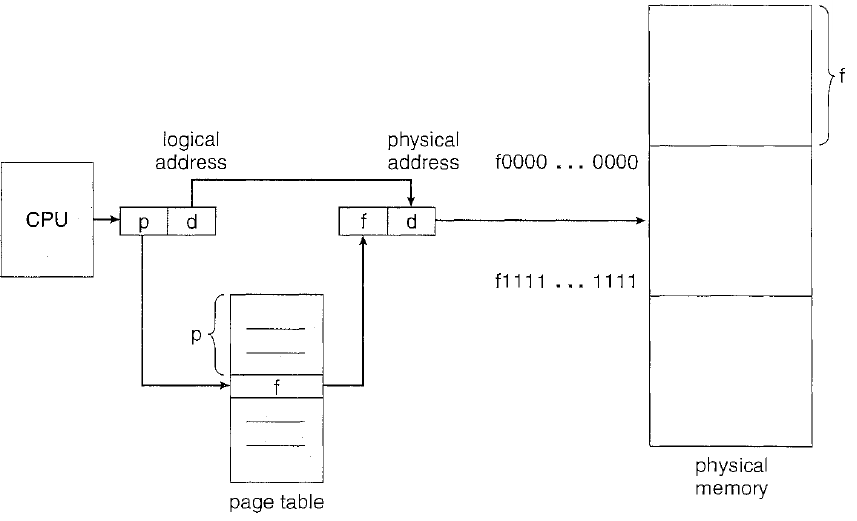 f
logical
address
physical
address
f0000 ... 0000
CPU
p
d
f
d
f1111 ... 1111
p
f
page table
physical
memory